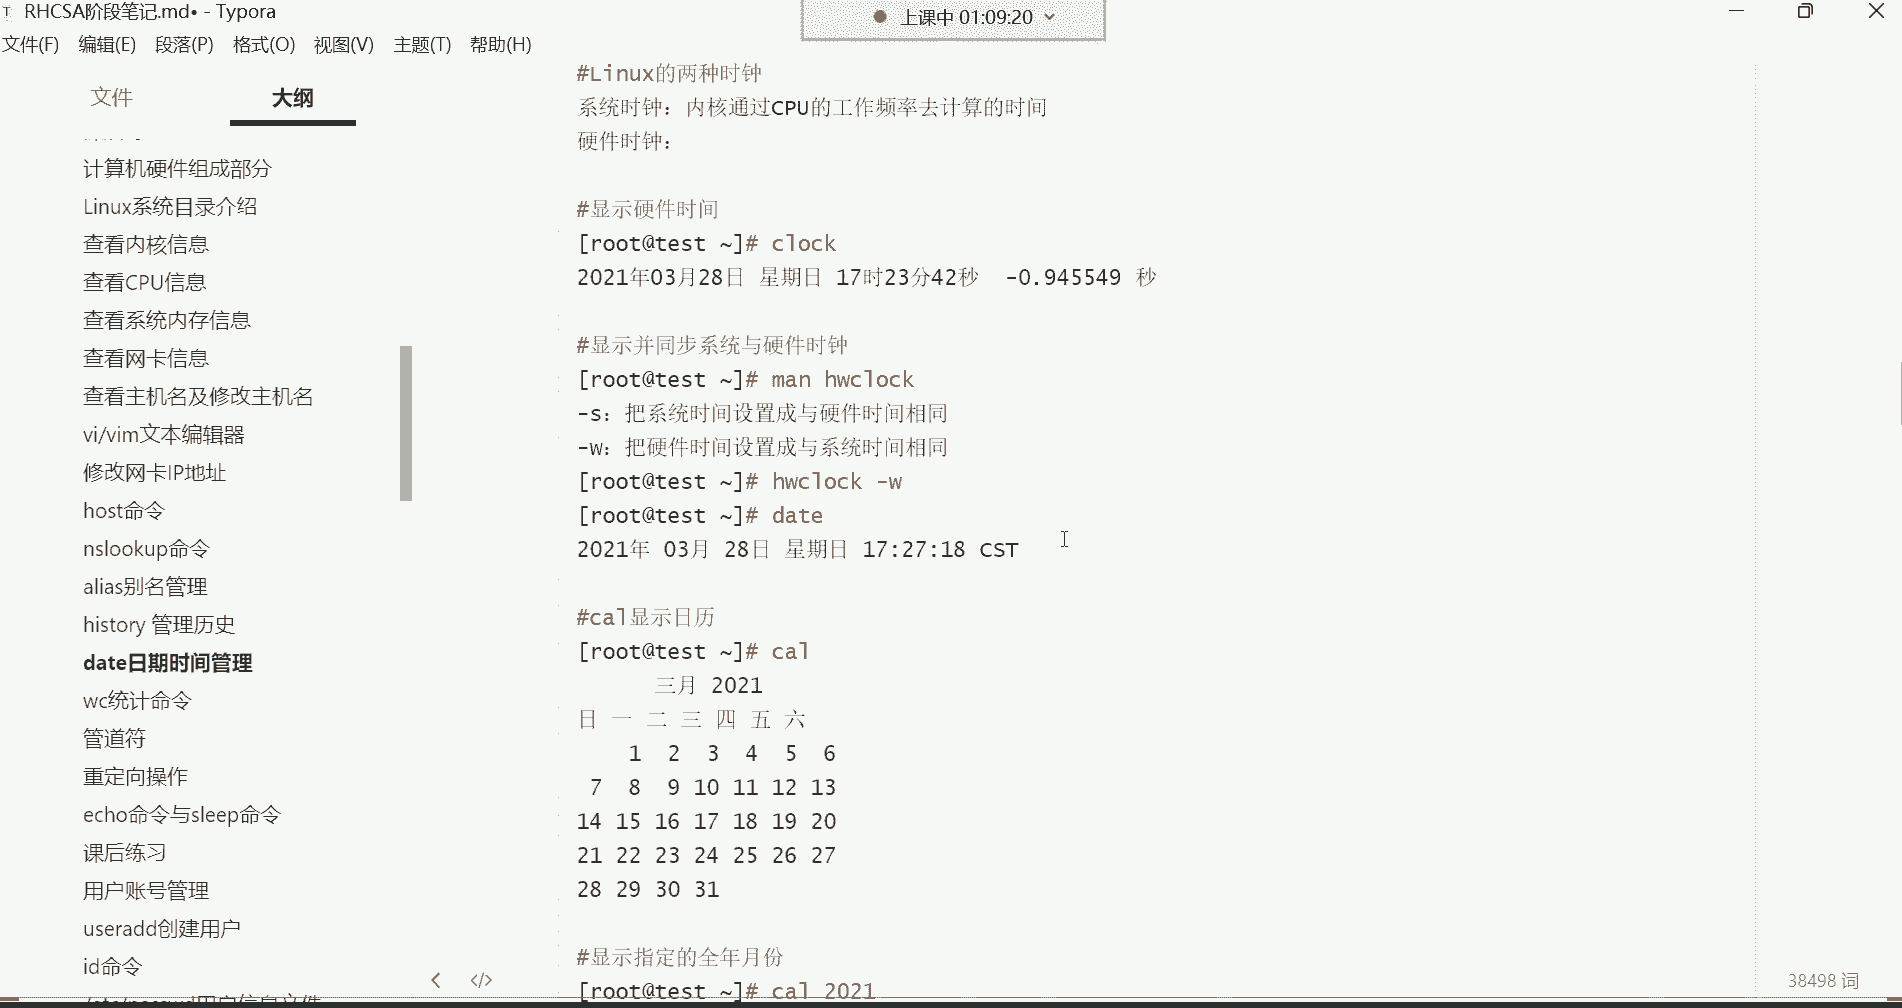 RHCSA阶段笔记.md• - Typora
上课中 01:09:20
文件(F) 编辑(E) 段落(P) 格式(O) 视图(V) 主题(T) 帮助(H)
文件 大纲
计算机硬件组成部分
Linux系统目录介绍
查看内核信息
查看CPU信息
查看系统内存信息
查看网卡信息
查看主机名及修改主机名
vi/vim文本编辑器
修改网卡IP地址
host命令
nslookup命令
alias别名管理
history 管理历史
date日期时间管理
wc统计命令
管道符
重定向操作
echo命令与sleep命令
课后练习
用户账号管理
useradd创建用户
id命令
#Linux的两种时钟
系统时钟：内核通过CPU的工作频率去计算的时间
硬件时钟：
#显示硬件时间
[root@test ~]# clock
2021年03月28日 星期日 17时23分42秒  -0.945549 秒
#显示并同步系统与硬件时钟
[root@test ~]# man hwclock
-s：把系统时间设置成与硬件时间相同
-w：把硬件时间设置成与系统时间相同
[root@test ~]# hwclock -w
[root@test ~]# date
2021年 03月 28日 星期日 17:27:18 CST
#cal显示日历
[root@test ~]# cal
三月 2021
日 一 二 三 四 五 六
1 2 3 4 5 6
7 8 9 10 11 12 13
14 15 16 17 18 19 20
21 22 23 24 25 26 27
28 29 30 31
#显示指定的全年月份
[root@test ~]# cal 2021
38498 词